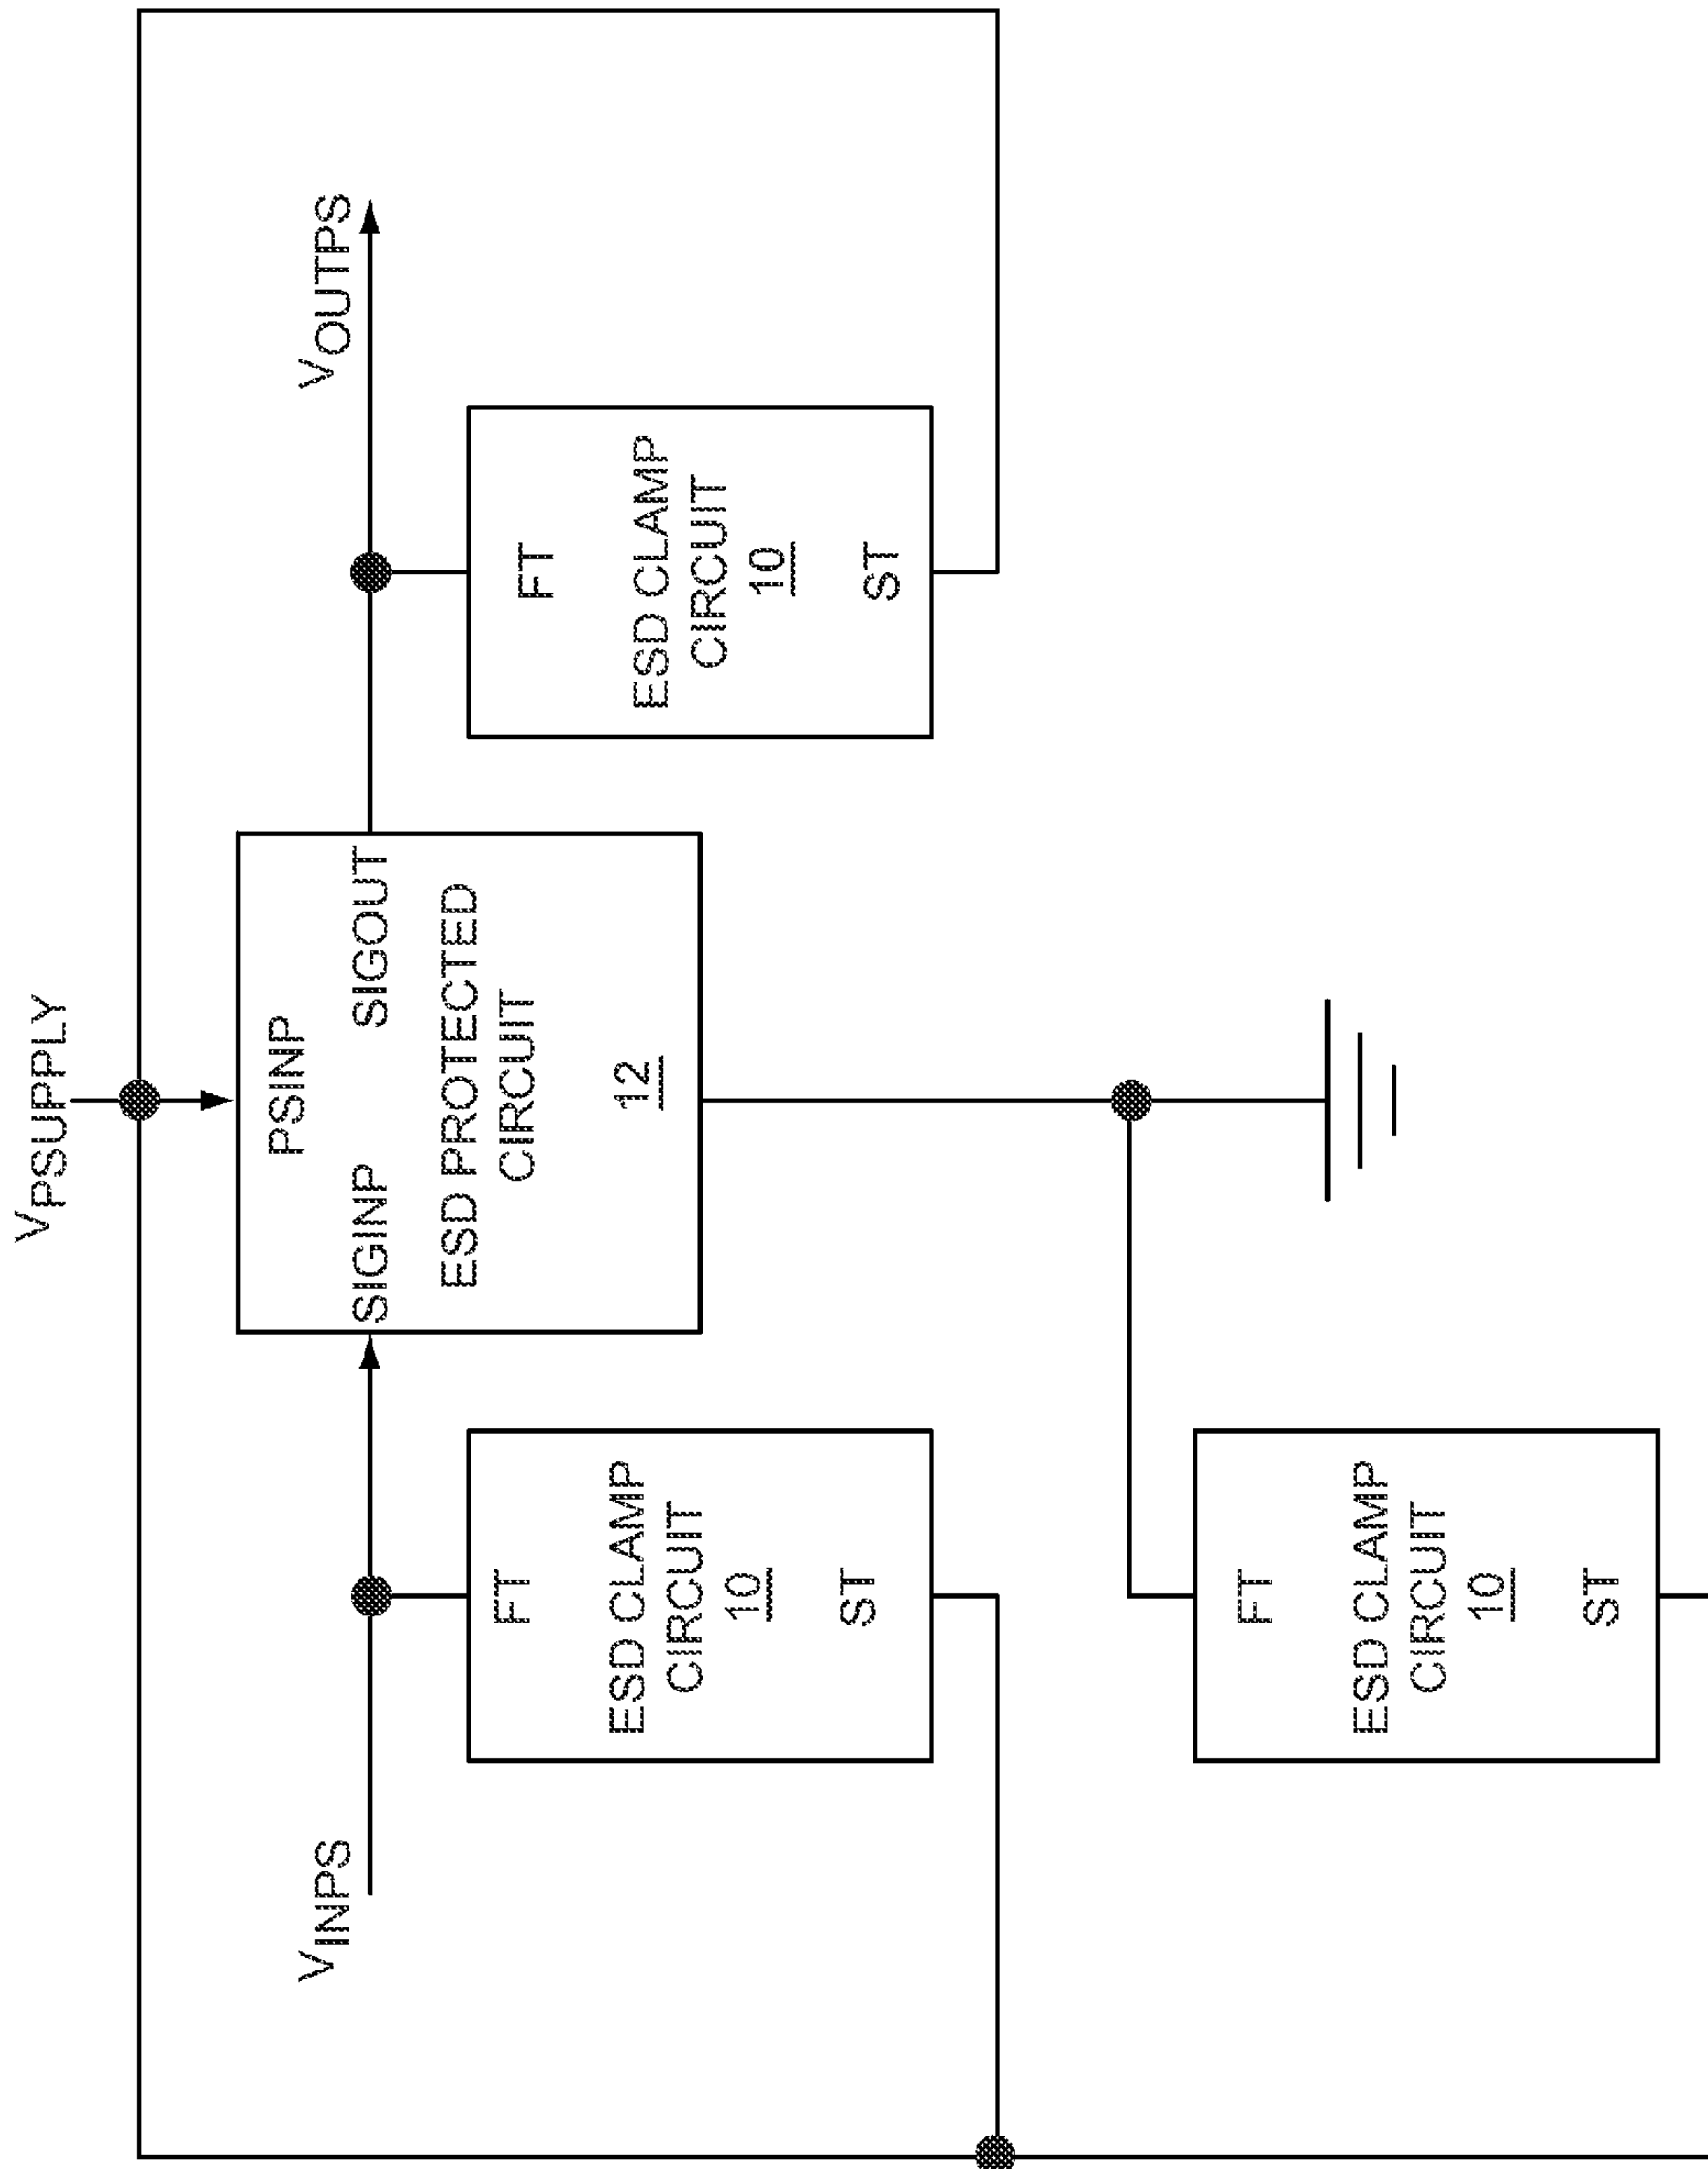 VPSUPPLY
VINPS
VOUTPS
PSINP
SIGINP
SIGOUT
ESD PROTECTED
CIRCUIT
12
FT
ESD CLAMP
CIRCUIT
10
ST
FT
ESD CLAMP
CIRCUIT
10
ST
FT
ESD CLAMP
CIRCUIT
10
ST